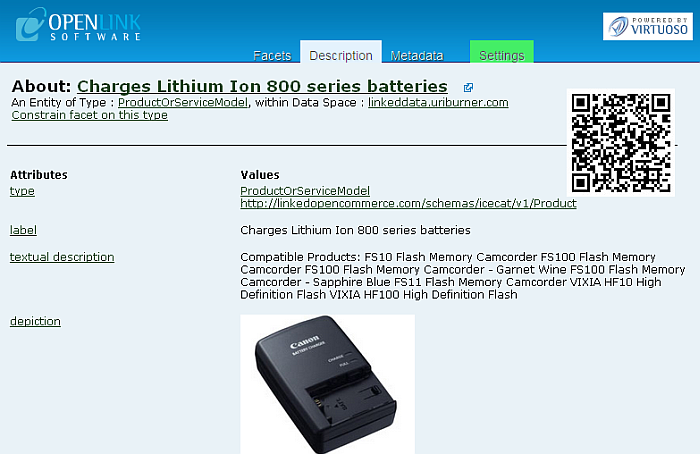 OPENLINK
SOFTWARE
POWERED BY
VIRTUOSO
Facets Description Metadata Settings
About: Charges Lithium Ion 800 series batteries
An Entity of Type : ProductOrServiceModel, within Data Space : linkeddata.uriburner.com
Constrain facet on this type
Attributes Values
type ProductOrServiceModel
http://linkedopencommerce.com/schemas/icecat/v1/Product
label Charges Lithium Ion 800 series batteries
textual description Compatible Products: FS10 Flash Memory Camcorder FS100 Flash Memory
Camcorder FS100 Flash Memory Camcorder - Garnet Wine FS100 Flash Memory
Camcorder - Sapphire Blue FS11 Flash Memory Camcorder VIXIA HF10 High
Definition Flash VIXIA HF100 High Definition Flash
depiction
Canon
BATTERY CHARGER
CHARGE
FULL